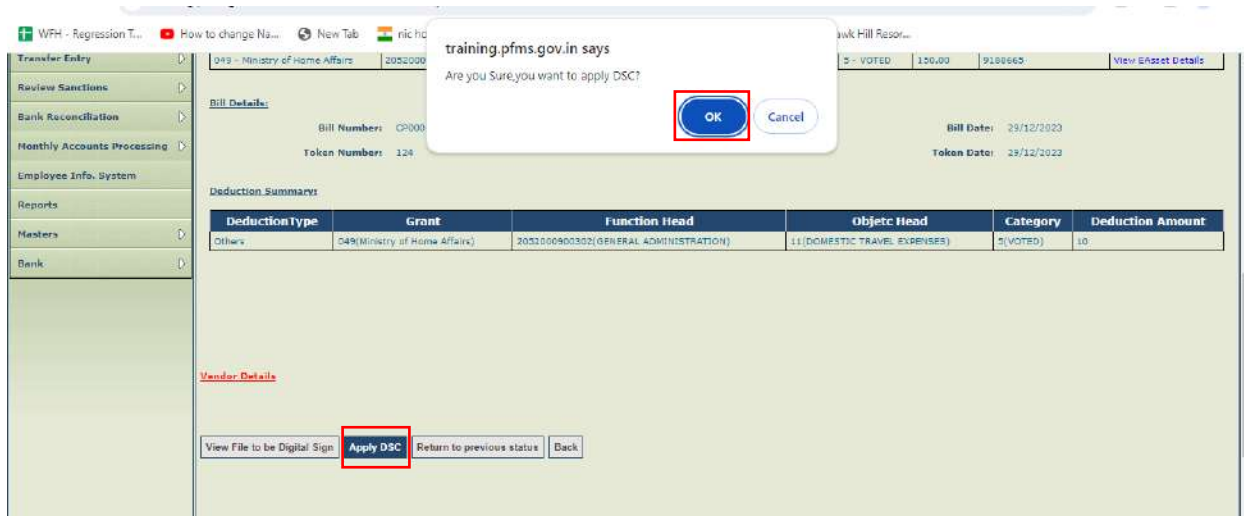 WFH - Regression T... How to change Na... New Tab nic awk Hill Resor...
training.pfms.gov.in says
Are you Sure,you want to apply DSC?
OK Cancel
Transfer Entry
Review Sanctions
Bank Reconciliation
Monthly Accounts Processing
Employee Info. System
Reports
Masters
Bank
049 - Ministry of Home Affairs 2052000 5 - VOTED 150.00 9180665 View EAsset Details
Bill Details:
Bill Number: CP000 Bill Date: 29/12/2023
Token Number: 124 Token Date: 29/12/2023
Deduction Summary:
DeductionType Grant Function Head Objetc Head Category Deduction Amount
Others 049(Ministry of Home Affairs) 2052000900302(GENERAL ADMINISTRATION) 11(DOMESTIC TRAVEL EXPENSES) 5(VOTED) 10
Vendor Details
View File to be Digital Sign Apply DSC Return to previous status Back